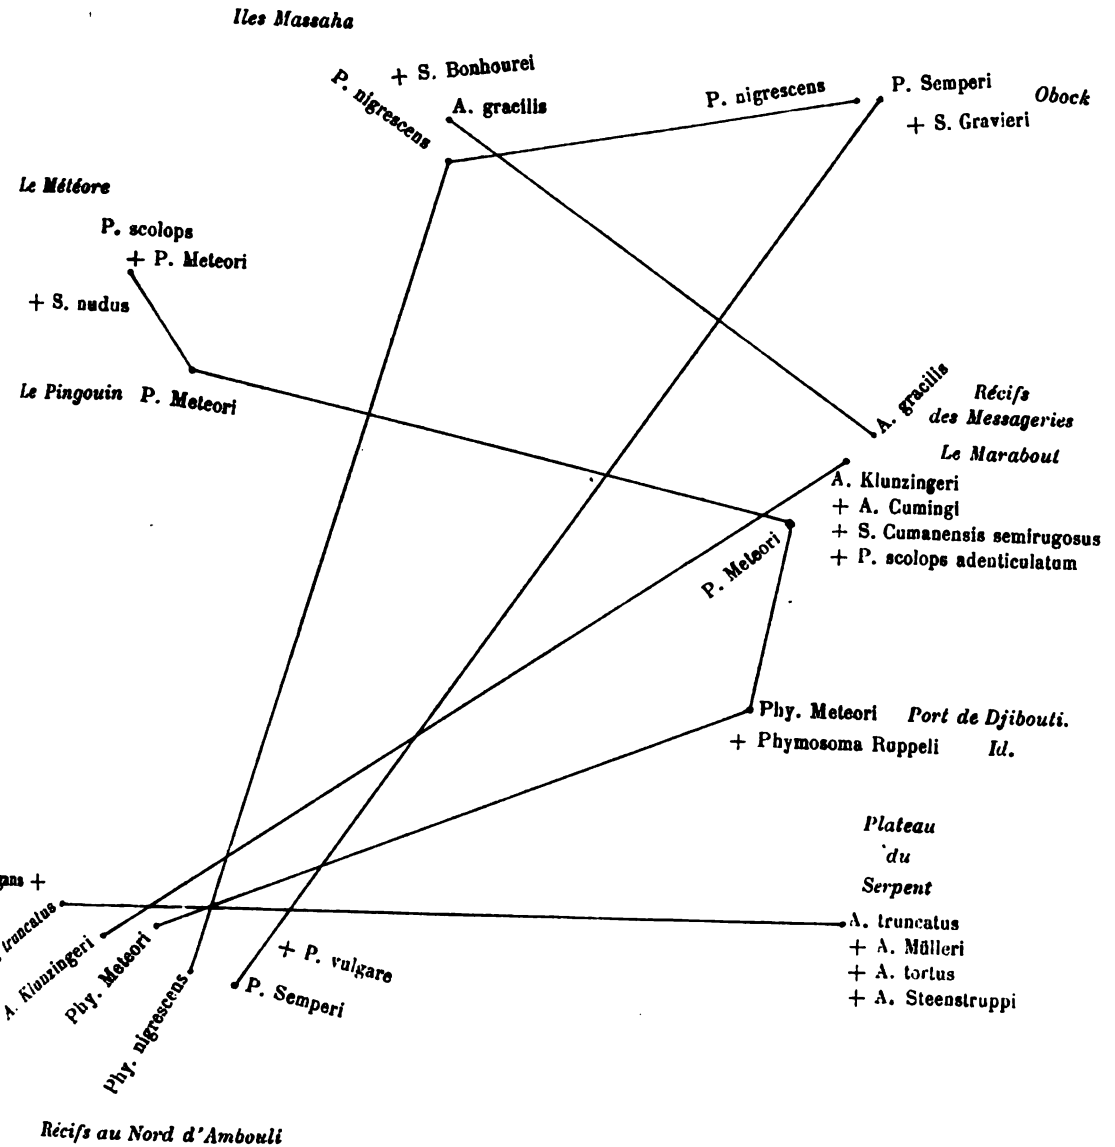 Iles Massaha
+ S. Bonhourei
P. nigrescens
A. gracilis
P. nigrescens
P. Semperi
Obock
+ S. Gravieri
Le Météore
P. scolops
+ P. Meteori
+ S. nudus
Le Pingouin P. Meteori
A. gracilis
Récifs
des Messageries
Le Marabout
A. Klunzingeri
+ A. Cumingi
+ S. Cumanensis semirugosus
+ P. scolops adenticulatum
P. Meteori
Phy. Meteori Port de Djibouti.
+ Phymosoma Ruppeli Id.
Plateau
du
Serpent
A. truncatus
+ A. Mülleri
+ A. tortus
+ A. Steenstruppi
+
truncatus
A. Klunzingeri
Phy. Meteori
Phy. nigrescens
+ P. vulgare
P. Semperi
Récifs au Nord d'Ambouli